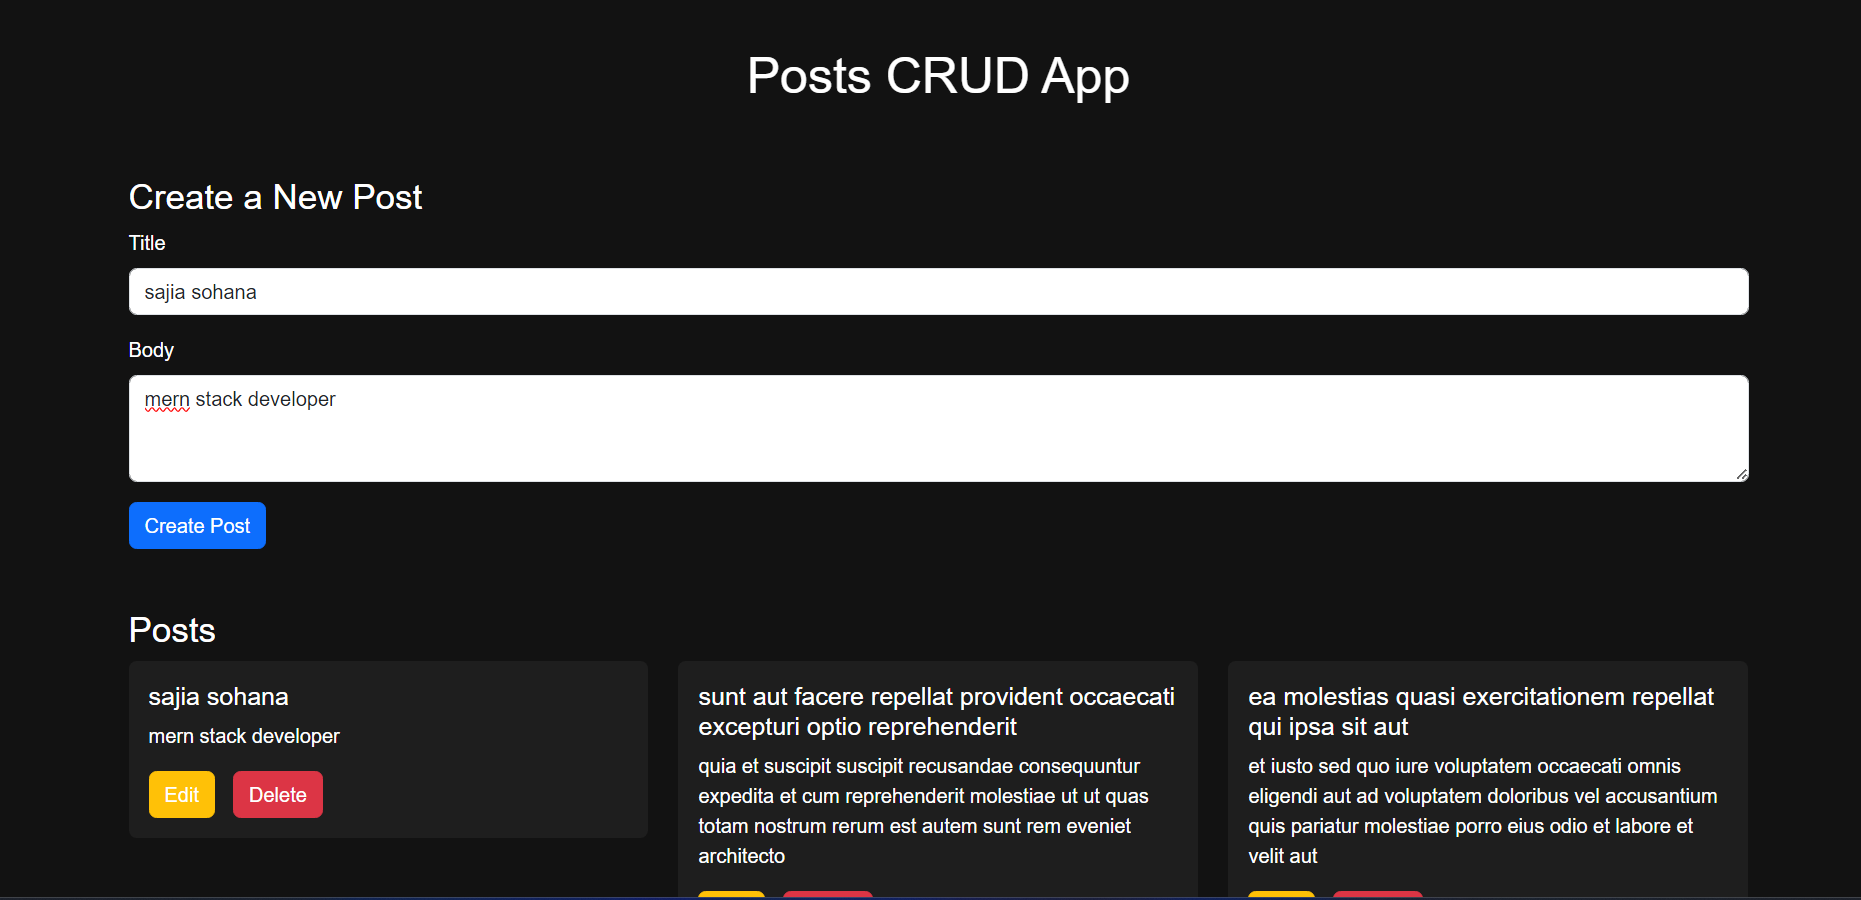 Posts CRUD App
Create a New Post
Title
sajia sohana
Body
mern stack developer
Create Post
Posts
sajia sohana
mern stack developer
Edit
Delete
sunt aut facere repellat provident occaecati
excepturi optio reprehenderit
quia et suscipit suscipit recusandae consequuntur
expedita et cum reprehenderit molestiae ut ut quas
totam nostrum rerum est autem sunt rem eveniet
architecto
ea molestias quasi exercitationem repellat
qui ipsa sit aut
et iusto sed quo iure voluptatem occaecati omnis
eligendi aut ad voluptatem doloribus vel accusantium
quis pariatur molestiae porro eius odio et labore et
velit aut